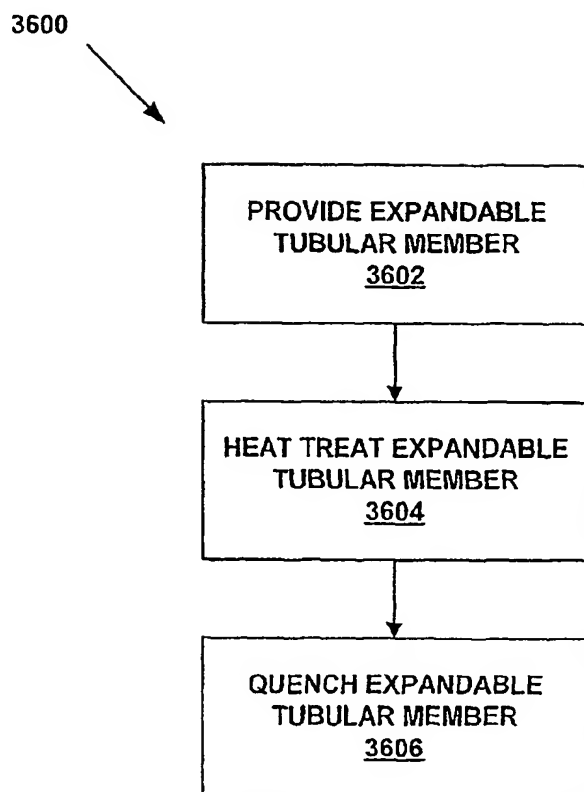 3600
PROVIDE EXPANDABLE
TUBULAR MEMBER
3602
HEAT TREAT EXPANDABLE
TUBULAR MEMBER
3604
QUENCH EXPANDABLE
TUBULAR MEMBER
3606